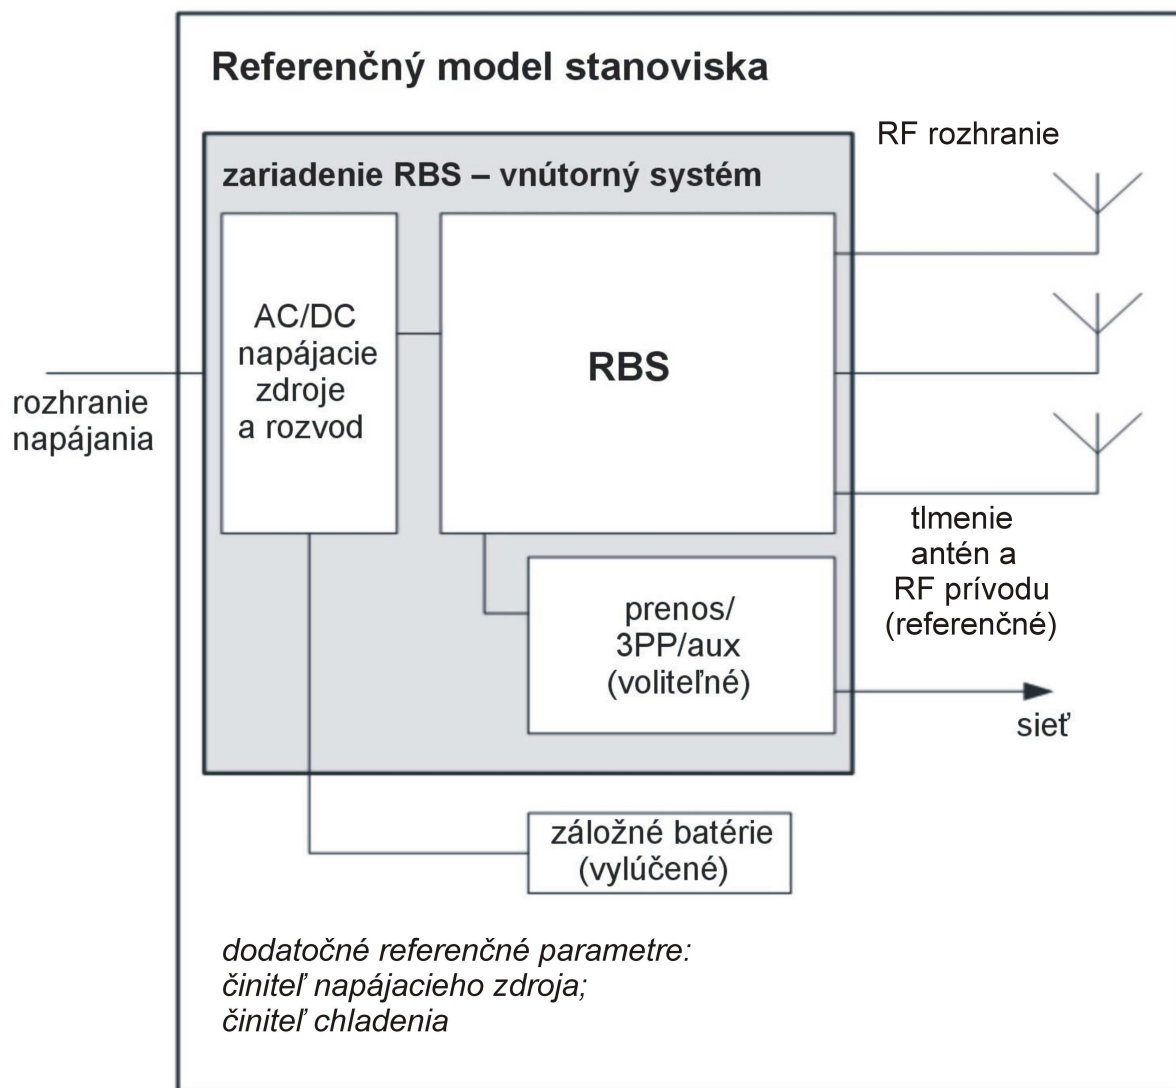 Referenčný model stanoviska
RF rozhranie
zariadenie RBS – vnútorný systém
AC/DC
napájacie
zdroje
a rozvod
RBS
rozhranie
napájania
tlmenie
antén a
RF prívodu
(referenčné)
prenos/
3PP/aux
(voliteľné)
sieť
záložné batérie
(vylúčené)
dodatočné referenčné parametre:
činiteľ napájacieho zdroja;
činiteľ chladenia